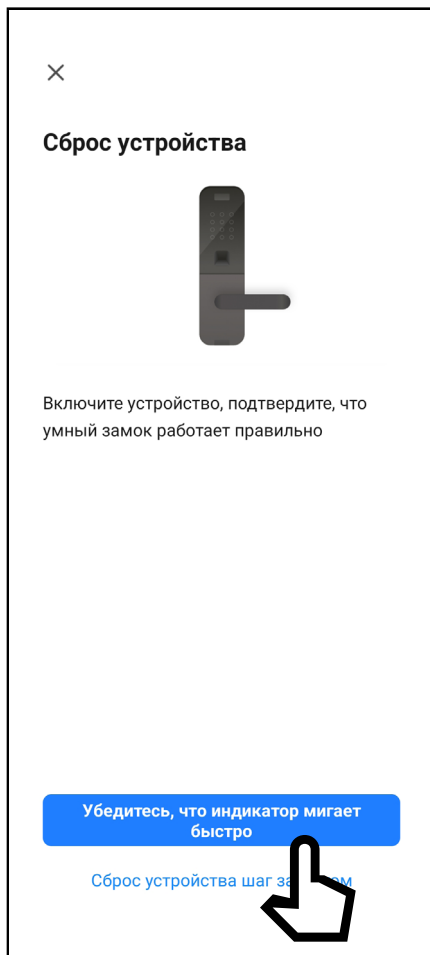 Сброс устройства
Включите устройство, подтвердите, что
умный замок работает правильно
Убедитесь, что индикатор мигает
быстро
Сброс устройства шаг за